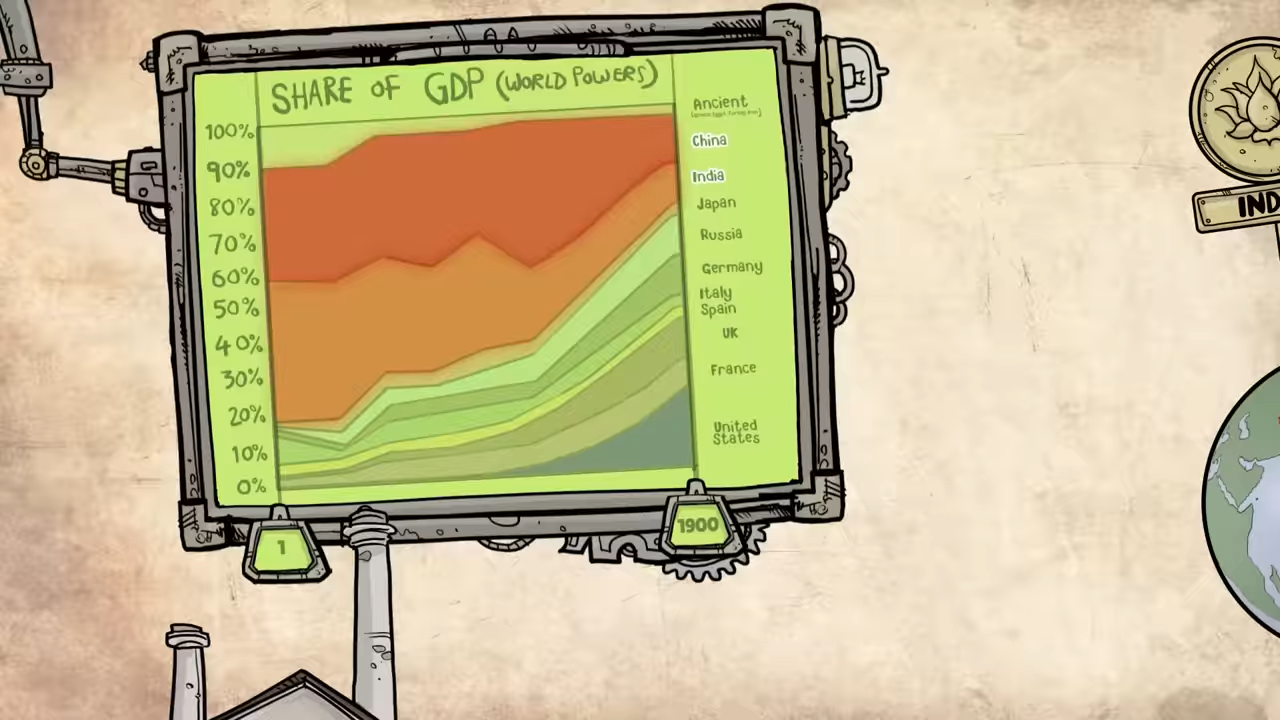 SHARE OF GDP (WORLD POWERS)
100%
90%
80%
70%
60%
50%
40%
30%
20%
10%
0%
Ancient
China
India
Japan
Russia
Germany
Italy
Spain
UK
France
United
States
1
1900
IND